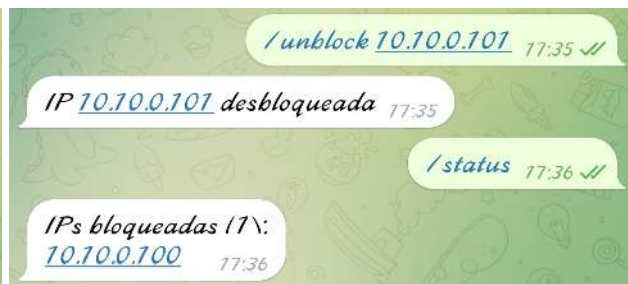 /unblock 10.10.0.101 17:35
IP 10.10.0.101 desbloqueada 17:35
/status 17:36
IPs bloqueadas (1):
10.10.0.100 17:36